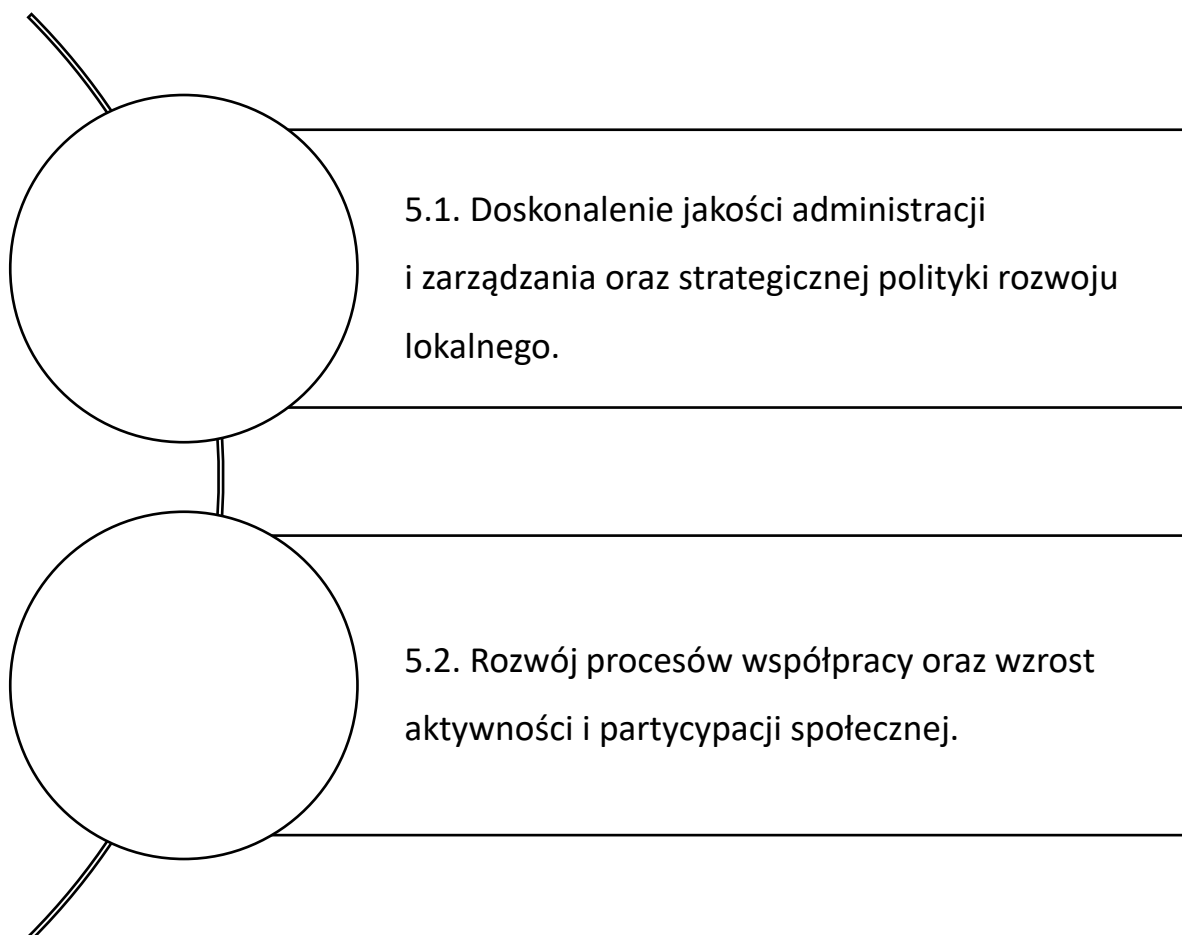 5.1. Doskonalenie jakości administracji
i zarządzania oraz strategicznej polityki rozwoju
lokalnego.
5.2. Rozwój procesów współpracy oraz wzrost
aktywności i partycypacji społecznej.